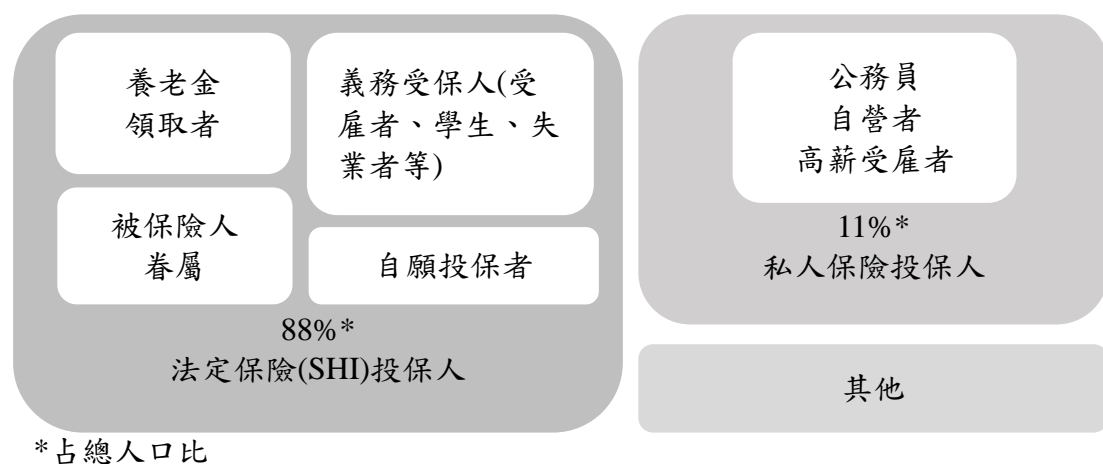 養老金
領取者
義務受保人(受
雇者、學生、失
業者等)
被保險人
眷屬
自願投保者
88%*
法定保險(SHI)投保人
公務員
自營者
高薪受雇者
11%*
私人保險投保人
其他
*占總人口比